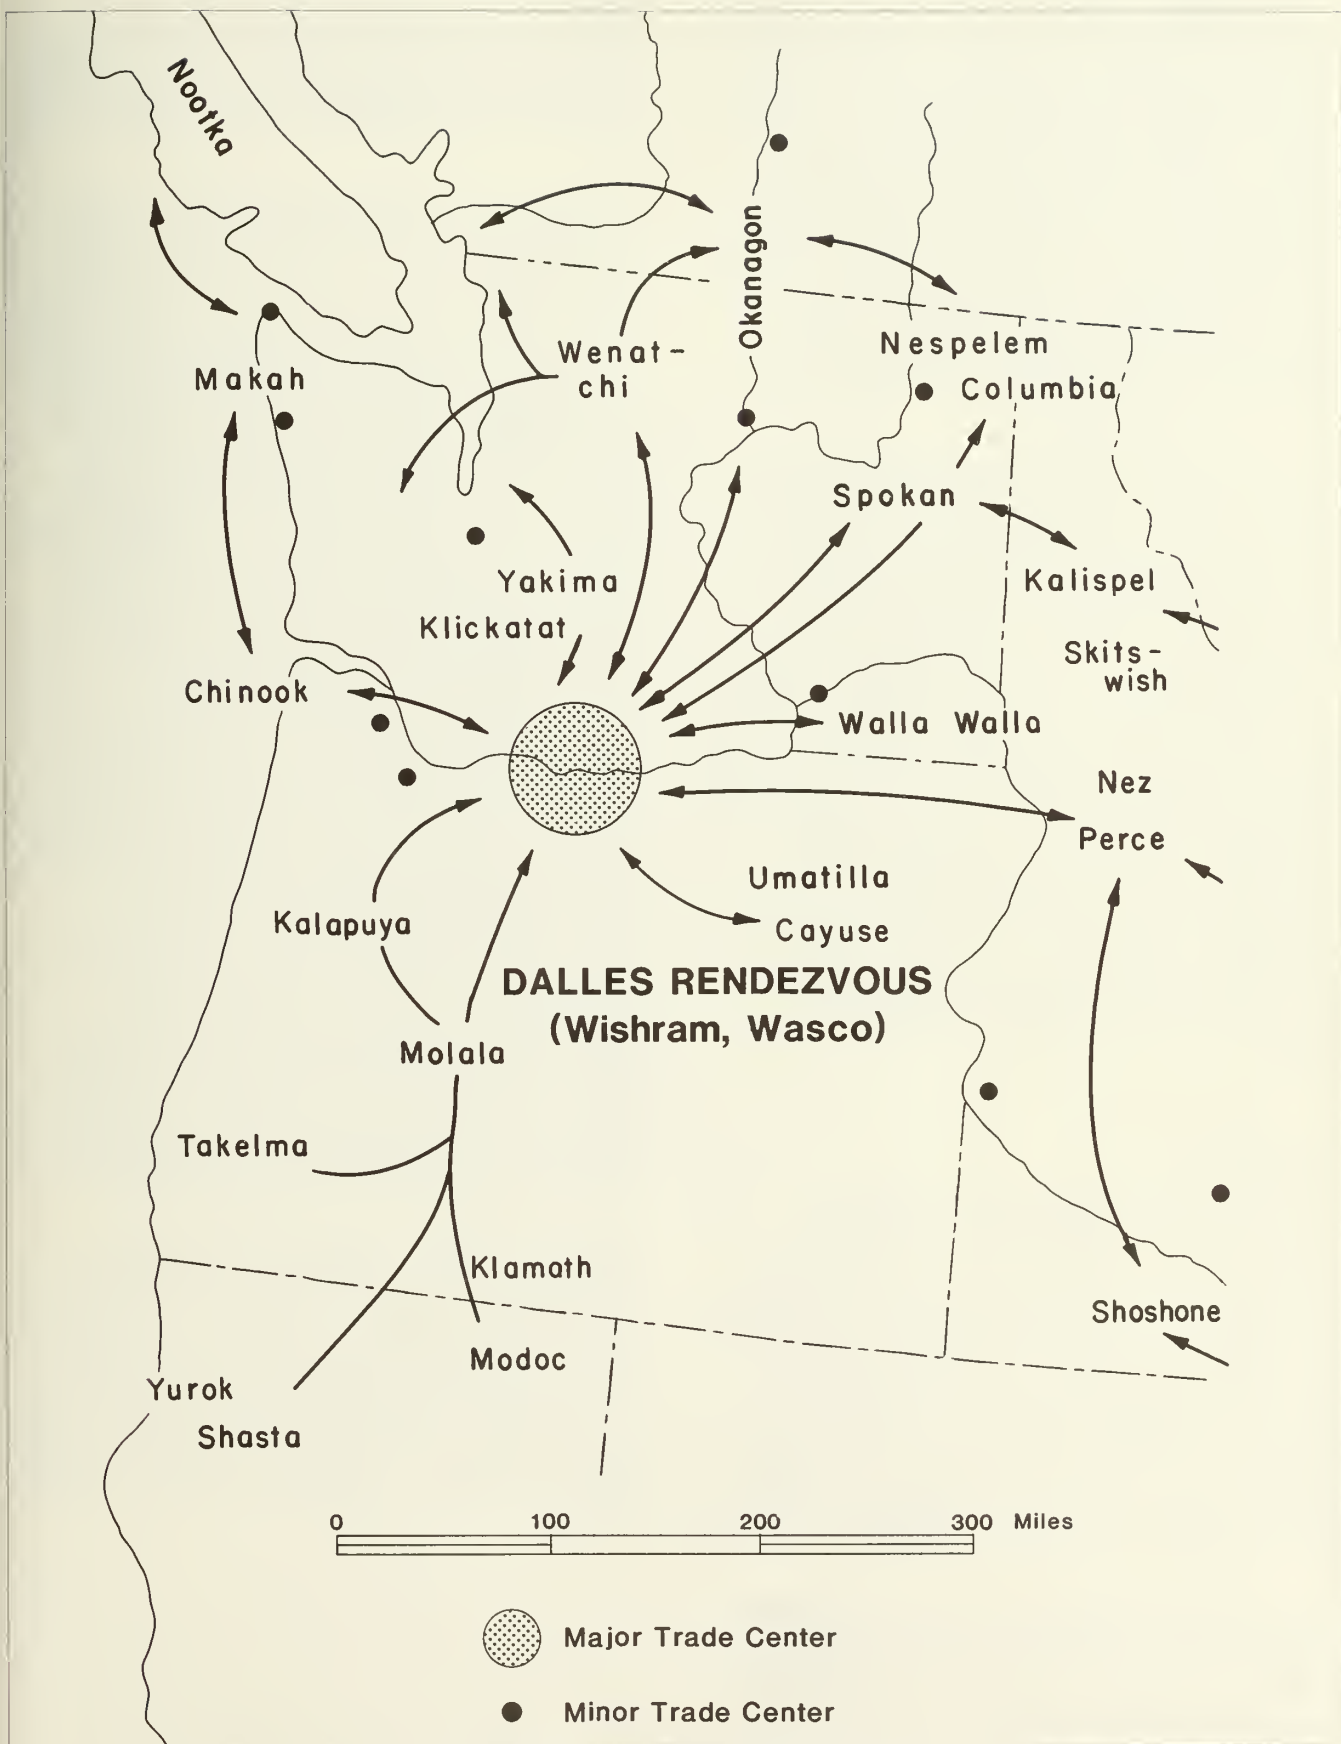 Nootka
Okanagon
Wenat-
chi
Nespelem
Makah
Columbia
Spokan
Yakima
Kalispel
Klickatat
Skits-
wish
Chinook
Walla Walla
Nez
Perce
Umatilla
Kalapuya
Cayuse
DALLES RENDEZVOUS
(Wishram, Wasco)
Molala
Takelma
Klamath
Shoshone
Modoc
Yurok
Shasta
0 100 200 300 Miles
Major Trade Center
Minor Trade Center